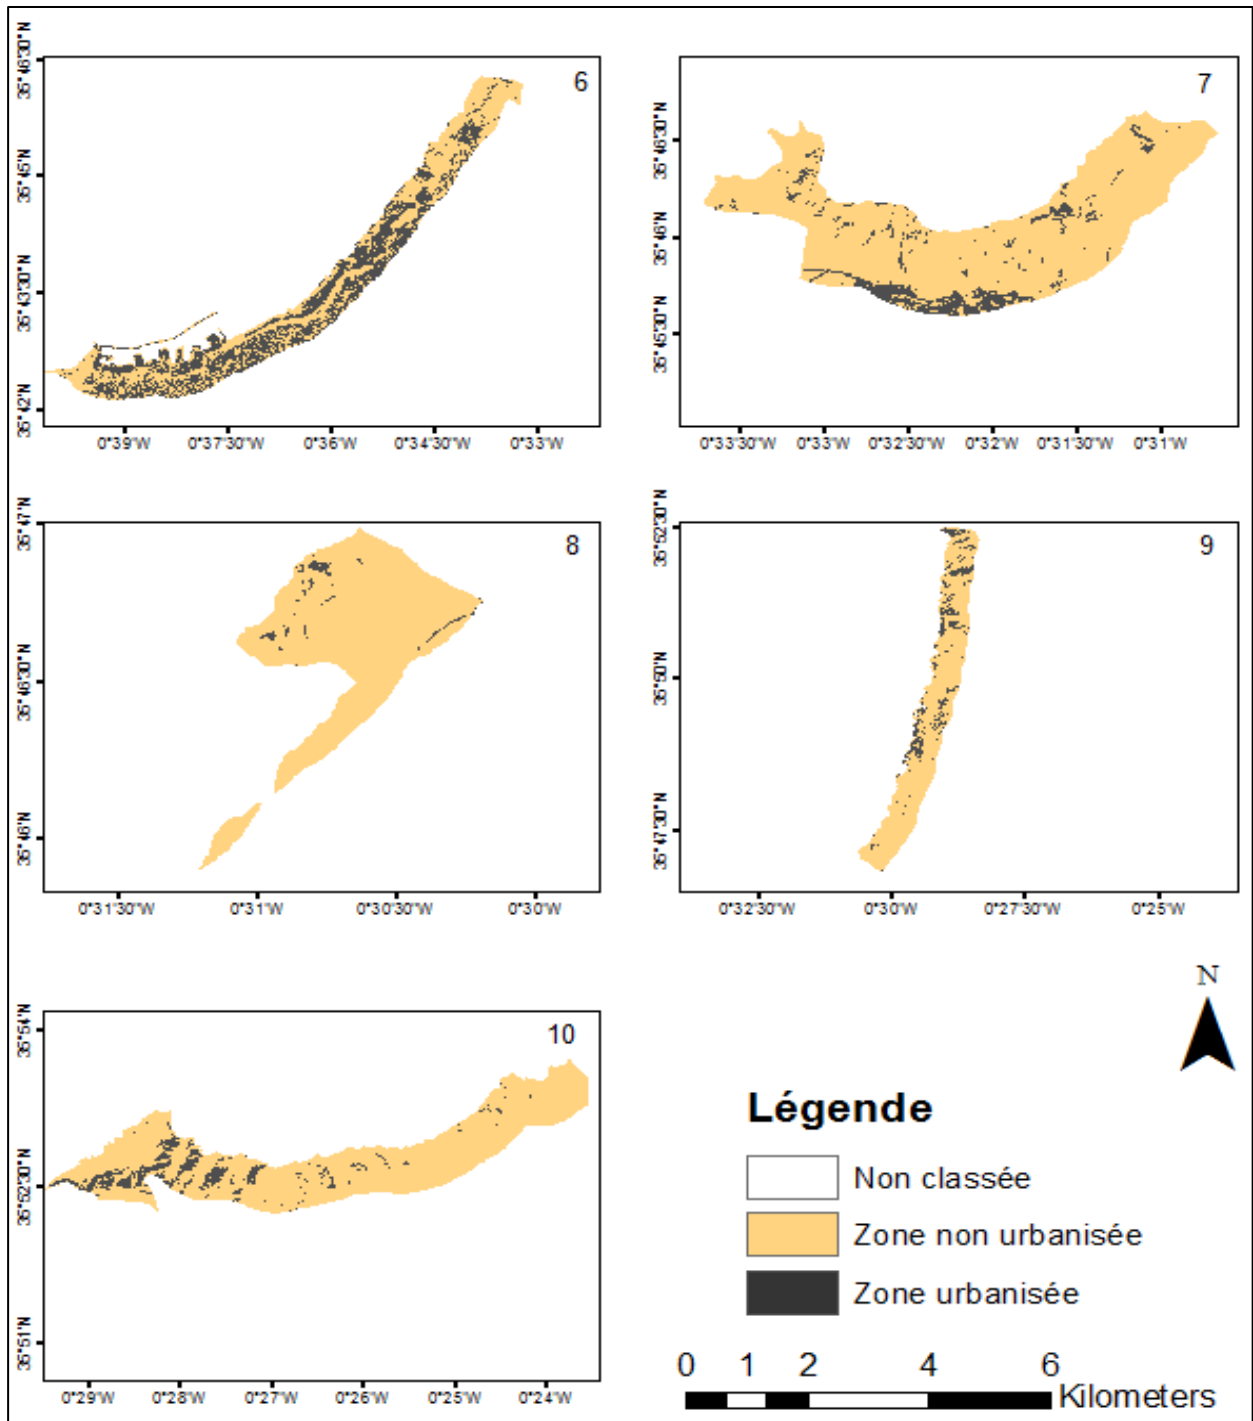 6
35°46'30"N
35°45'N
35°43'30"N
35°42'N
0°39'W 0°37'30"W 0°36'W 0°34'30"W 0°33'W
7
35°46'30"N
35°46'N
35°45'30"N
0°33'30"W 0°33'W 0°32'30"W 0°32'W 0°31'30"W 0°31'W
8
35°47'N
35°46'30"N
35°46'N
0°31'30"W 0°31'W 0°30'30"W 0°30'W
9
35°52'30"N
35°50'N
35°47'30"N
0°32'30"W 0°30'W 0°27'30"W 0°25'W
10
35°54'N
35°52'30"N
35°51'N
0°29'W 0°28'W 0°27'W 0°26'W 0°25'W 0°24'W
N
Légende
Non classée
Zone non urbanisée
Zone urbanisée
0 1 2 4 6
Kilometers